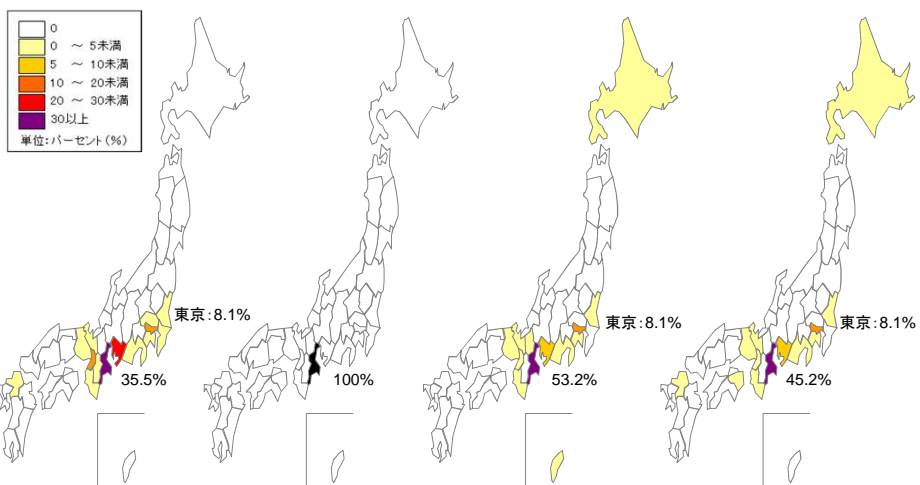 0
0 ～ 5未満
5 ～ 10未満
10 ～ 20未満
20 ～ 30未満
30以上
単位:パーセント(%)
東京:8.1%
35.5%
100%
東京:8.1%
53.2%
東京:8.1%
45.2%